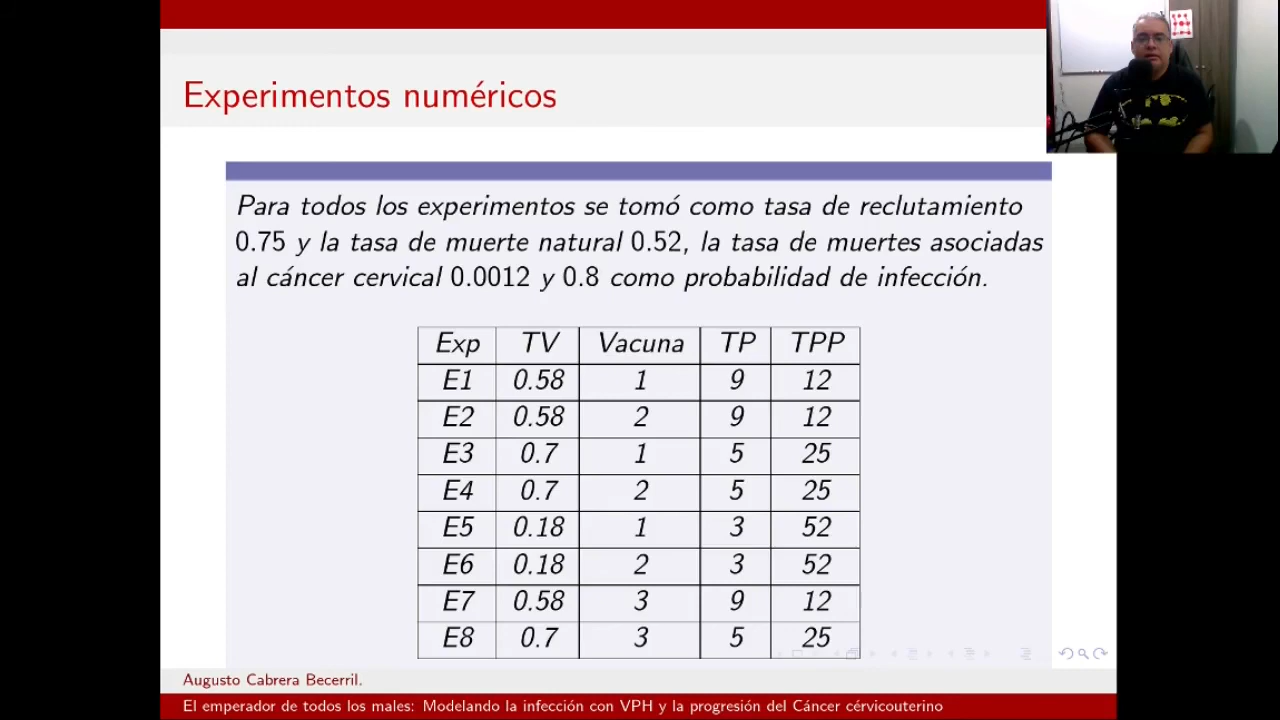 Experimentos numéricos
Para todos los experimentos se tomó como tasa de reclutamiento
0.75 y la tasa de muerte natural 0.52, la tasa de muertes asociadas
al cáncer cervical 0.0012 y 0.8 como probabilidad de infección.
Exp TV Vacuna TP TPP
E1 0.58 1 9 12
E2 0.58 2 9 12
E3 0.7 1 5 25
E4 0.7 2 5 25
E5 0.18 1 3 52
E6 0.18 2 3 52
E7 0.58 3 9 12
E8 0.7 3 5 25
Augusto Cabrera Becerril.
El emperador de todos los males: Modelando la infección con VPH y la progresión del Cáncer cérvicouterino